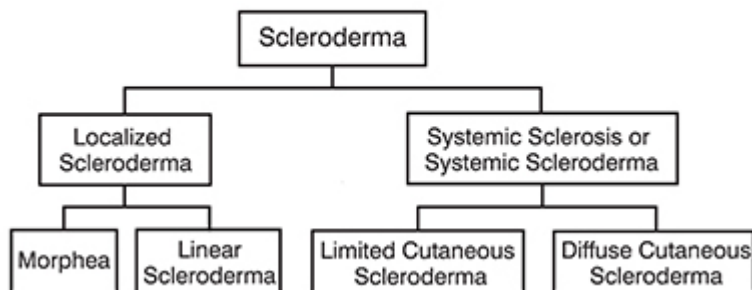 Scleroderma
Localized
Scleroderma
Systemic Sclerosis or
Systemic Scleroderma
Morphea
Linear
Scleroderma
Limited Cutaneous
Scleroderma
Diffuse Cutaneous
Scleroderma